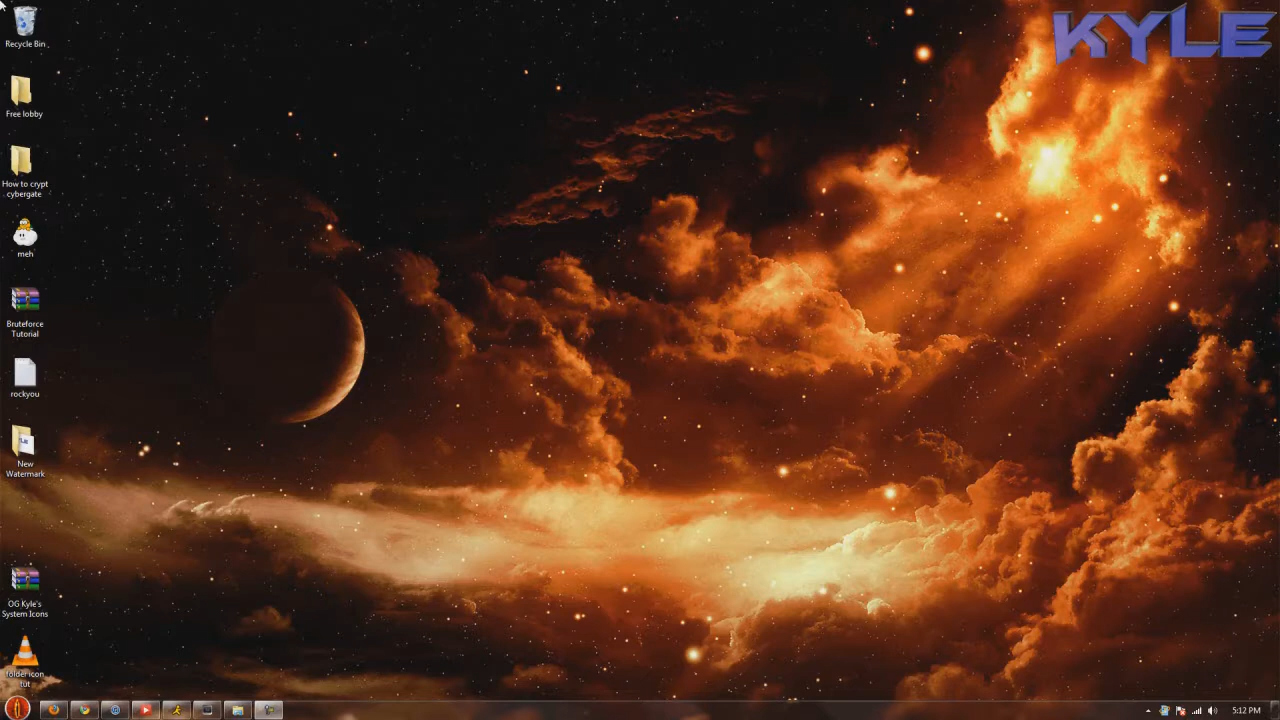 KYLE
Recycle Bin
Free lobby
How to crypt
cybergate
meh
Bruteforce
Tutorial
rockyou
New
Watermark
OG Kyle's
System Icons
folder icon
tut
5:12 PM